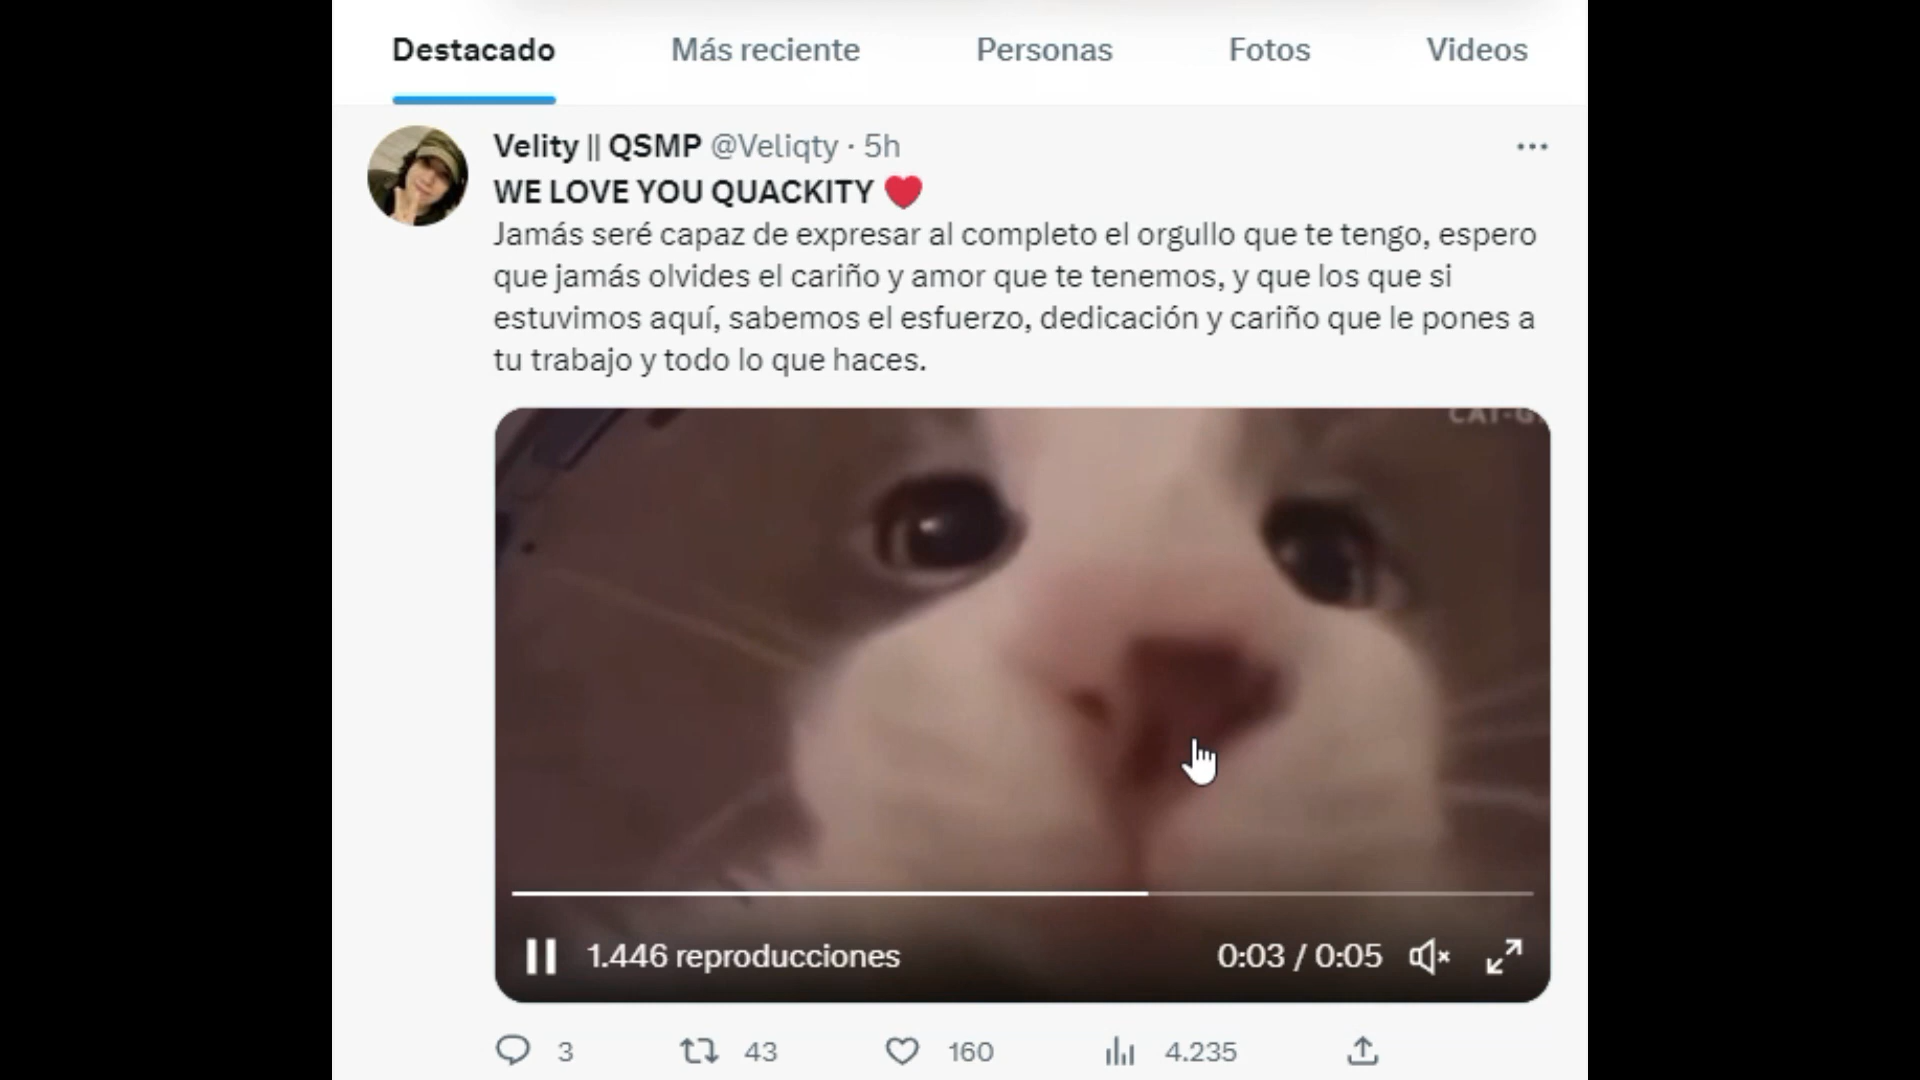 Destacado Más reciente Personas Fotos Videos
Velity || QSMP @Veliqty · 5h
WE LOVE YOU QUACKITY ❤️
Jamás seré capaz de expresar al completo el orgullo que te tengo, espero
que jamás olvides el cariño y amor que te tenemos, y que los que si
estuvimos aquí, sabemos el esfuerzo, dedicación y cariño que le pones a
tu trabajo y todo lo que haces.
1.446 reproducciones 0:03 / 0:05
3 43 160 4.235